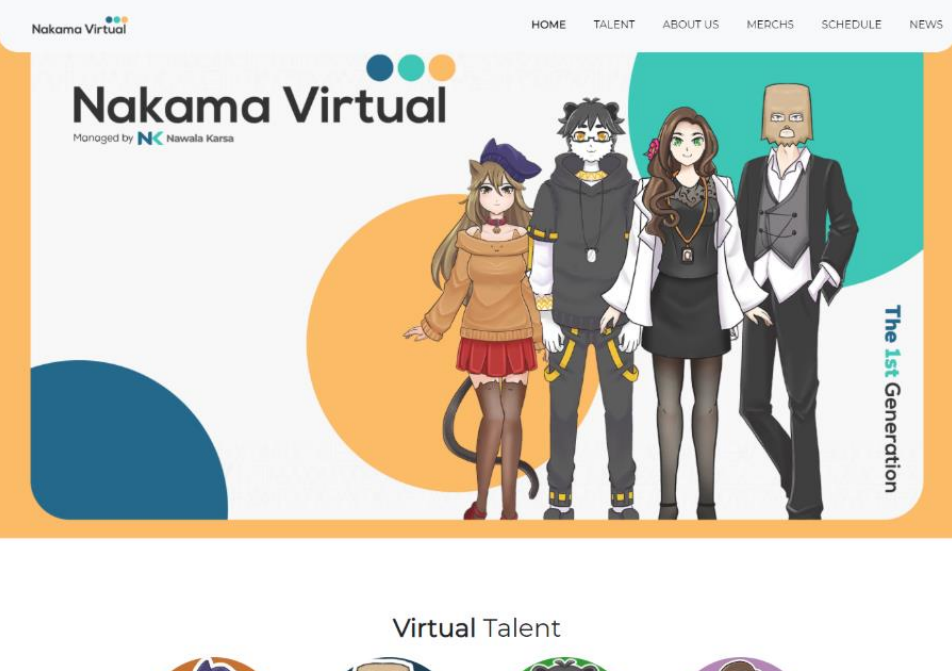 Nakama Virtual
HOME TALENT ABOUT US MERCHS SCHEDULE NEWS
Nakama Virtual
Managed by NK Nawala Karsa
The 1st Generation
Virtual Talent